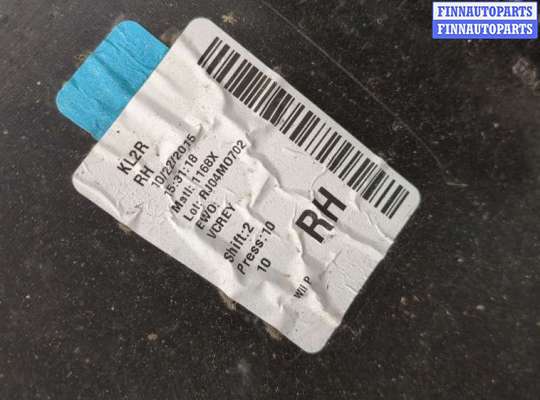 FINNAUTOPARTS
FINNAUTOPARTS
KL2R
RH
10/22/2015
15:31:18
Matl: 1168X
Lot: RJ04MO702
EWO:
VCREY
Shift:2
Press:10
10
RH
Wil P